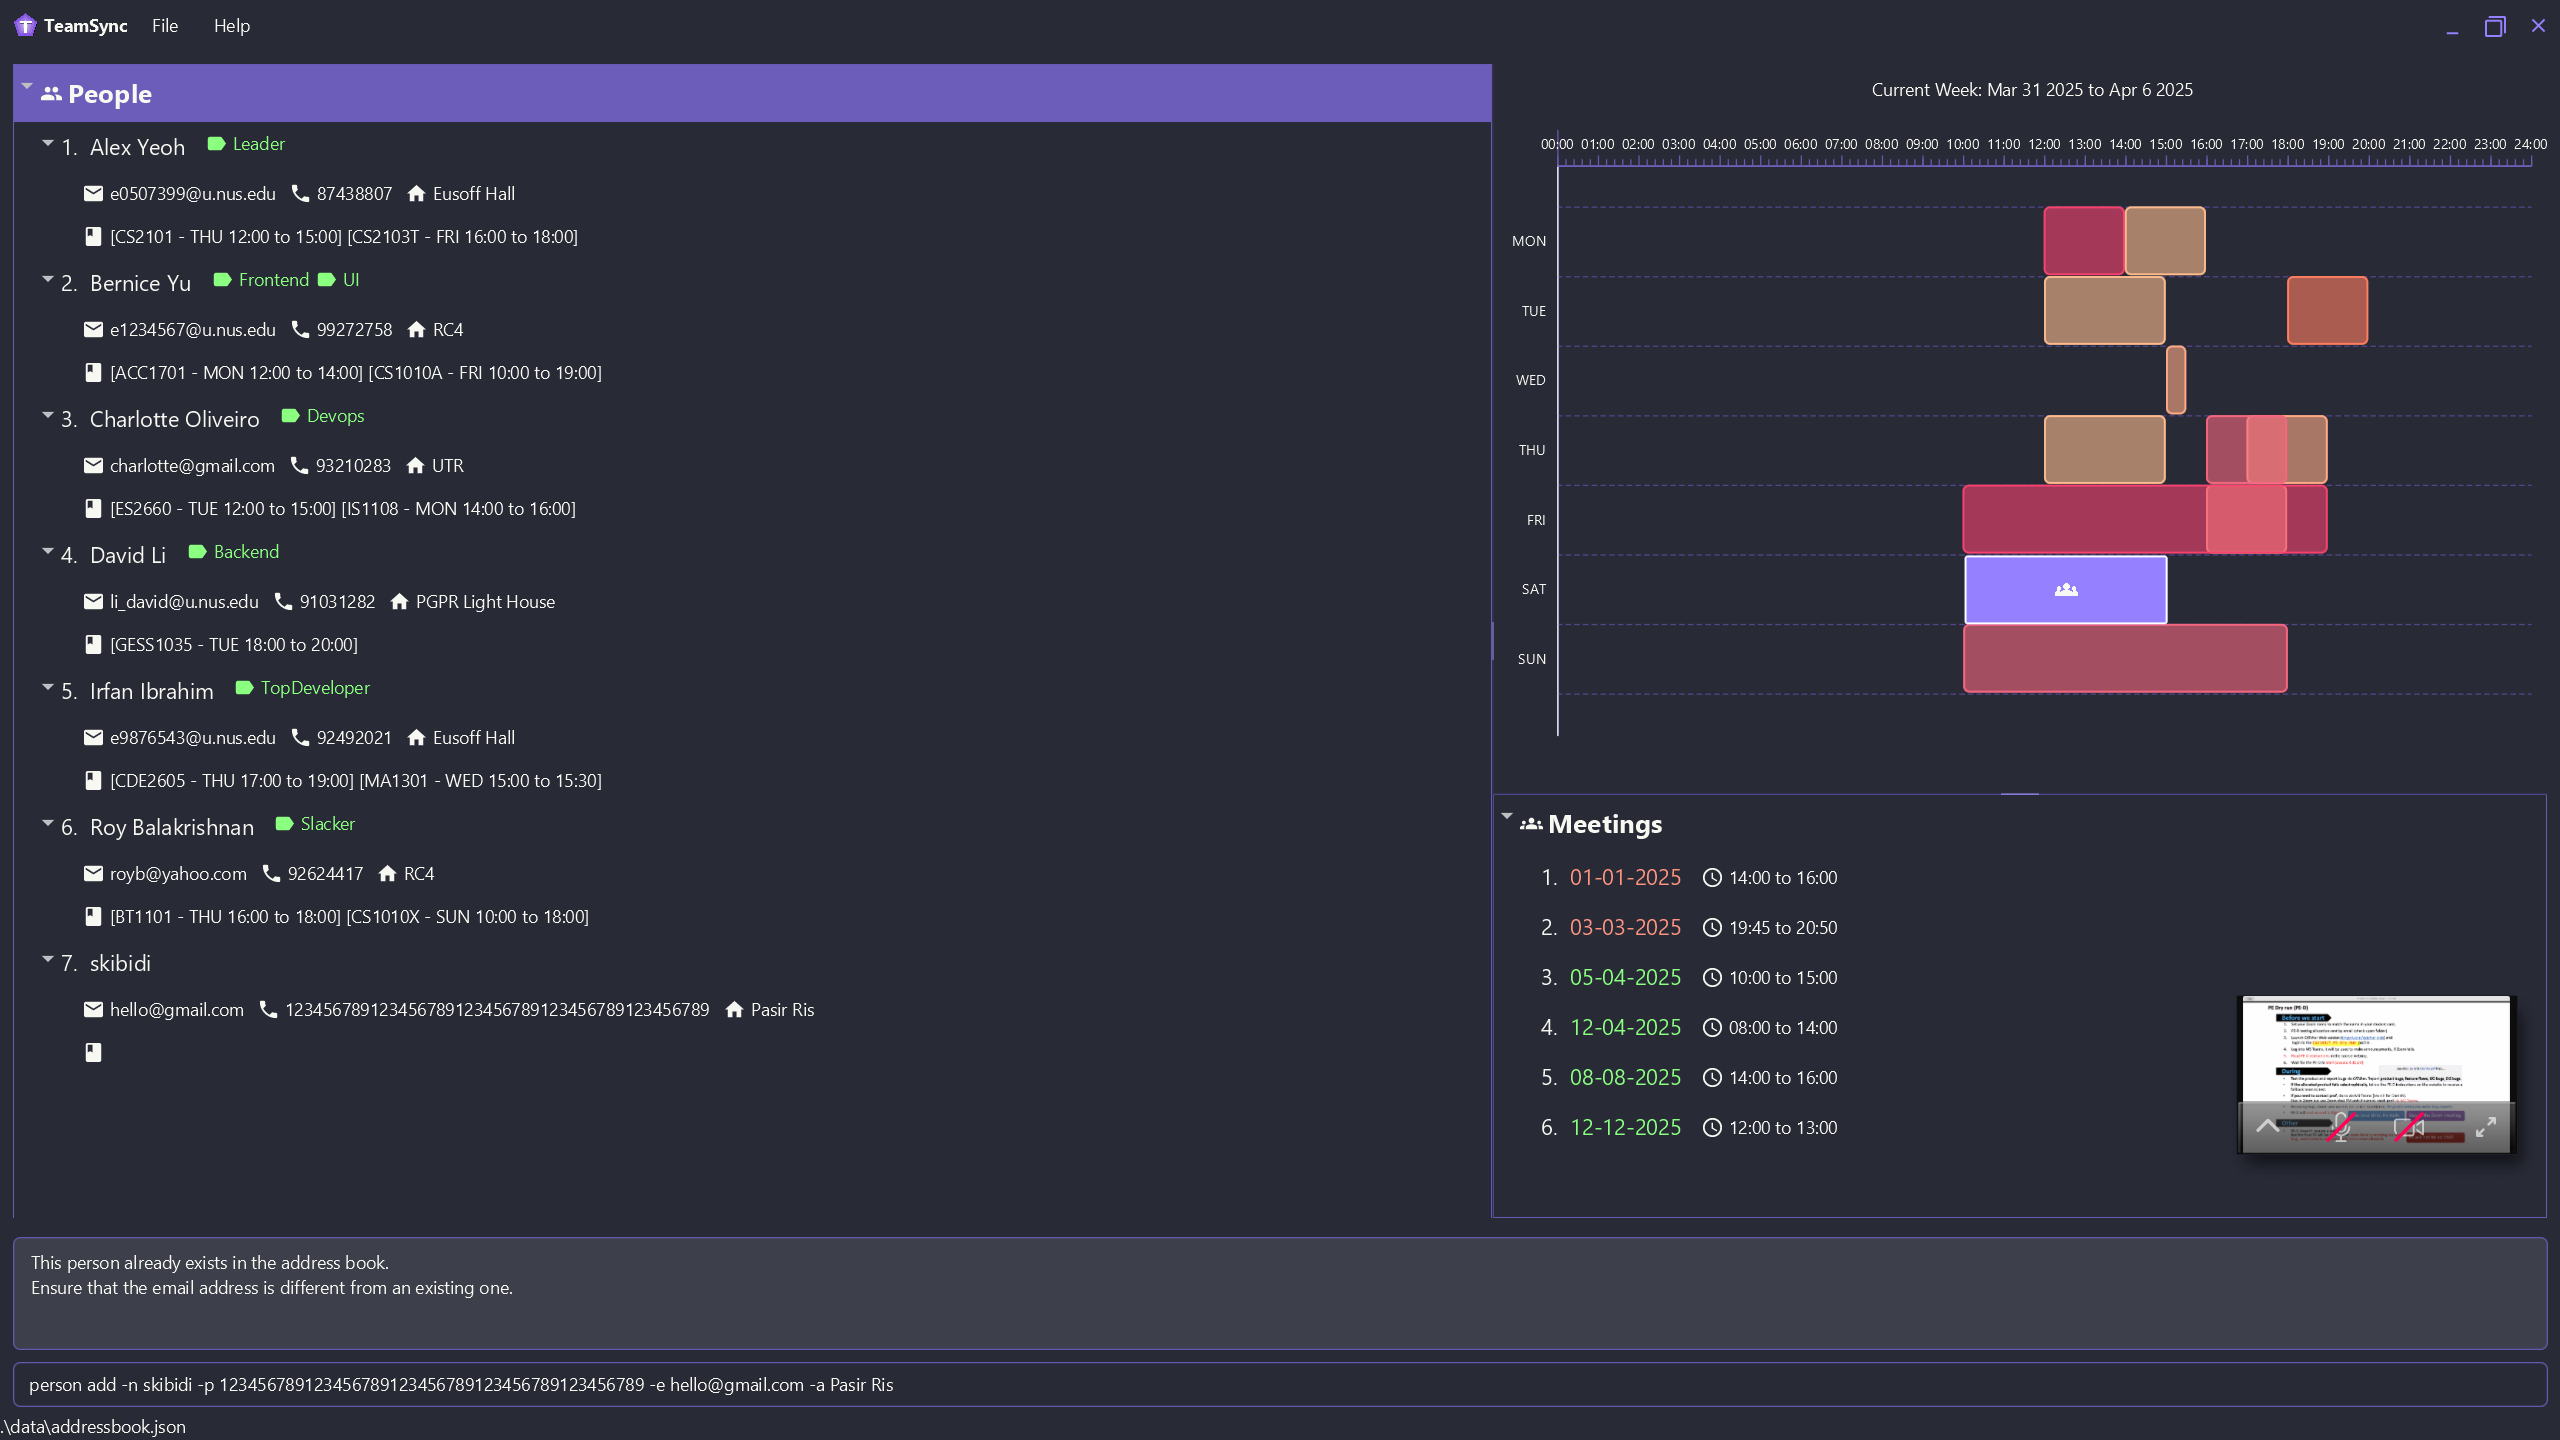 TeamSync File Help
People
1. Alex Yeoh Leader
e0507399@u.nus.edu 87438807 Eusoff Hall
[CS2101 - THU 12:00 to 15:00] [CS2103T - FRI 16:00 to 18:00]
2. Bernice Yu Frontend UI
e1234567@u.nus.edu 99272758 RC4
[ACC1701 - MON 12:00 to 14:00] [CS1010A - FRI 10:00 to 19:00]
3. Charlotte Oliveiro Devops
charlotte@gmail.com 93210283 UTR
[ES2660 - TUE 12:00 to 15:00] [IS1108 - MON 14:00 to 16:00]
4. David Li Backend
li_david@u.nus.edu 91031282 PGPR Light House
[GESS1035 - TUE 18:00 to 20:00]
5. Irfan Ibrahim TopDeveloper
e9876543@u.nus.edu 92492021 Eusoff Hall
[CDE2605 - THU 17:00 to 19:00] [MA1301 - WED 15:00 to 15:30]
6. Roy Balakrishnan Slacker
royb@yahoo.com 92624417 RC4
[BT1101 - THU 16:00 to 18:00] [CS1010X - SUN 10:00 to 18:00]
7. skibidi
hello@gmail.com 123456789123456789123456789123456789123456789 Pasir Ris
Current Week: Mar 31 2025 to Apr 6 2025
00:00 01:00 02:00 03:00 04:00 05:00 06:00 07:00 08:00 09:00 10:00 11:00 12:00 13:00 14:00 15:00 16:00 17:00 18:00 19:00 20:00 21:00 22:00 23:00 24:00
MON
TUE
WED
THU
FRI
SAT
SUN
Meetings
1. 01-01-2025 14:00 to 16:00
2. 03-03-2025 19:45 to 20:50
3. 05-04-2025 10:00 to 15:00
4. 12-04-2025 08:00 to 14:00
5. 08-08-2025 14:00 to 16:00
6. 12-12-2025 12:00 to 13:00
PE Dry run (PE-D)
Before we start
During
Other
This person already exists in the address book.
Ensure that the email address is different from an existing one.
person add -n skibidi -p 123456789123456789123456789123456789123456789 -e hello@gmail.com -a Pasir Ris
.\data\addressbook.json